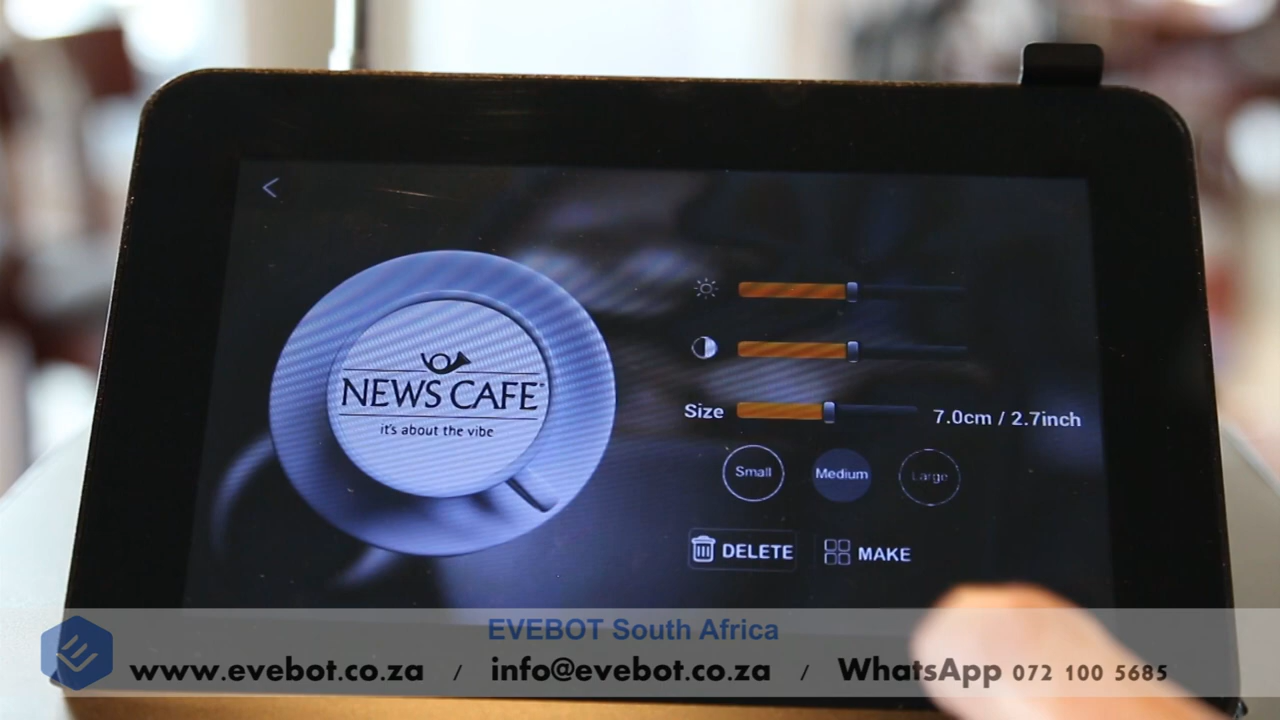 NEWS CAFE
it's about the vibe
Size
7.0cm / 2.7inch
Small
Medium
Large
DELETE
MAKE
EVEBOT South Africa
www.evebot.co.za / info@evebot.co.za / WhatsApp 072 100 5685